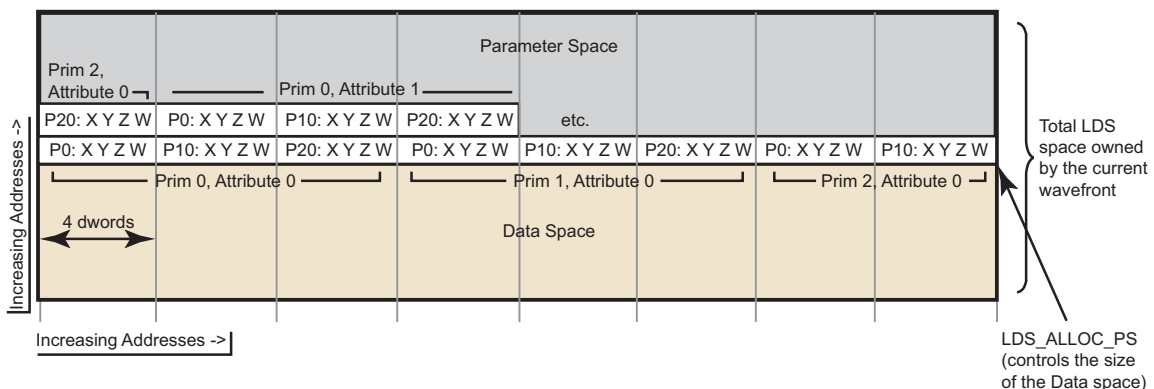 Parameter Space
Prim 2,
Attribute 0
Prim 0, Attribute 1
P20: X Y Z W P0: X Y Z W P10: X Y Z W P20: X Y Z W etc.
P0: X Y Z W P10: X Y Z W P20: X Y Z W P0: X Y Z W P10: X Y Z W P20: X Y Z W P0: X Y Z W P10: X Y Z W
Prim 0, Attribute 0 Prim 1, Attribute 0 Prim 2, Attribute 0
4 dwords
Data Space
Increasing Addresses ->
Increasing Addresses ->
Total LDS
space owned
by the current
wavefront
LDS_ALLOC_PS
(controls the size
of the Data space)